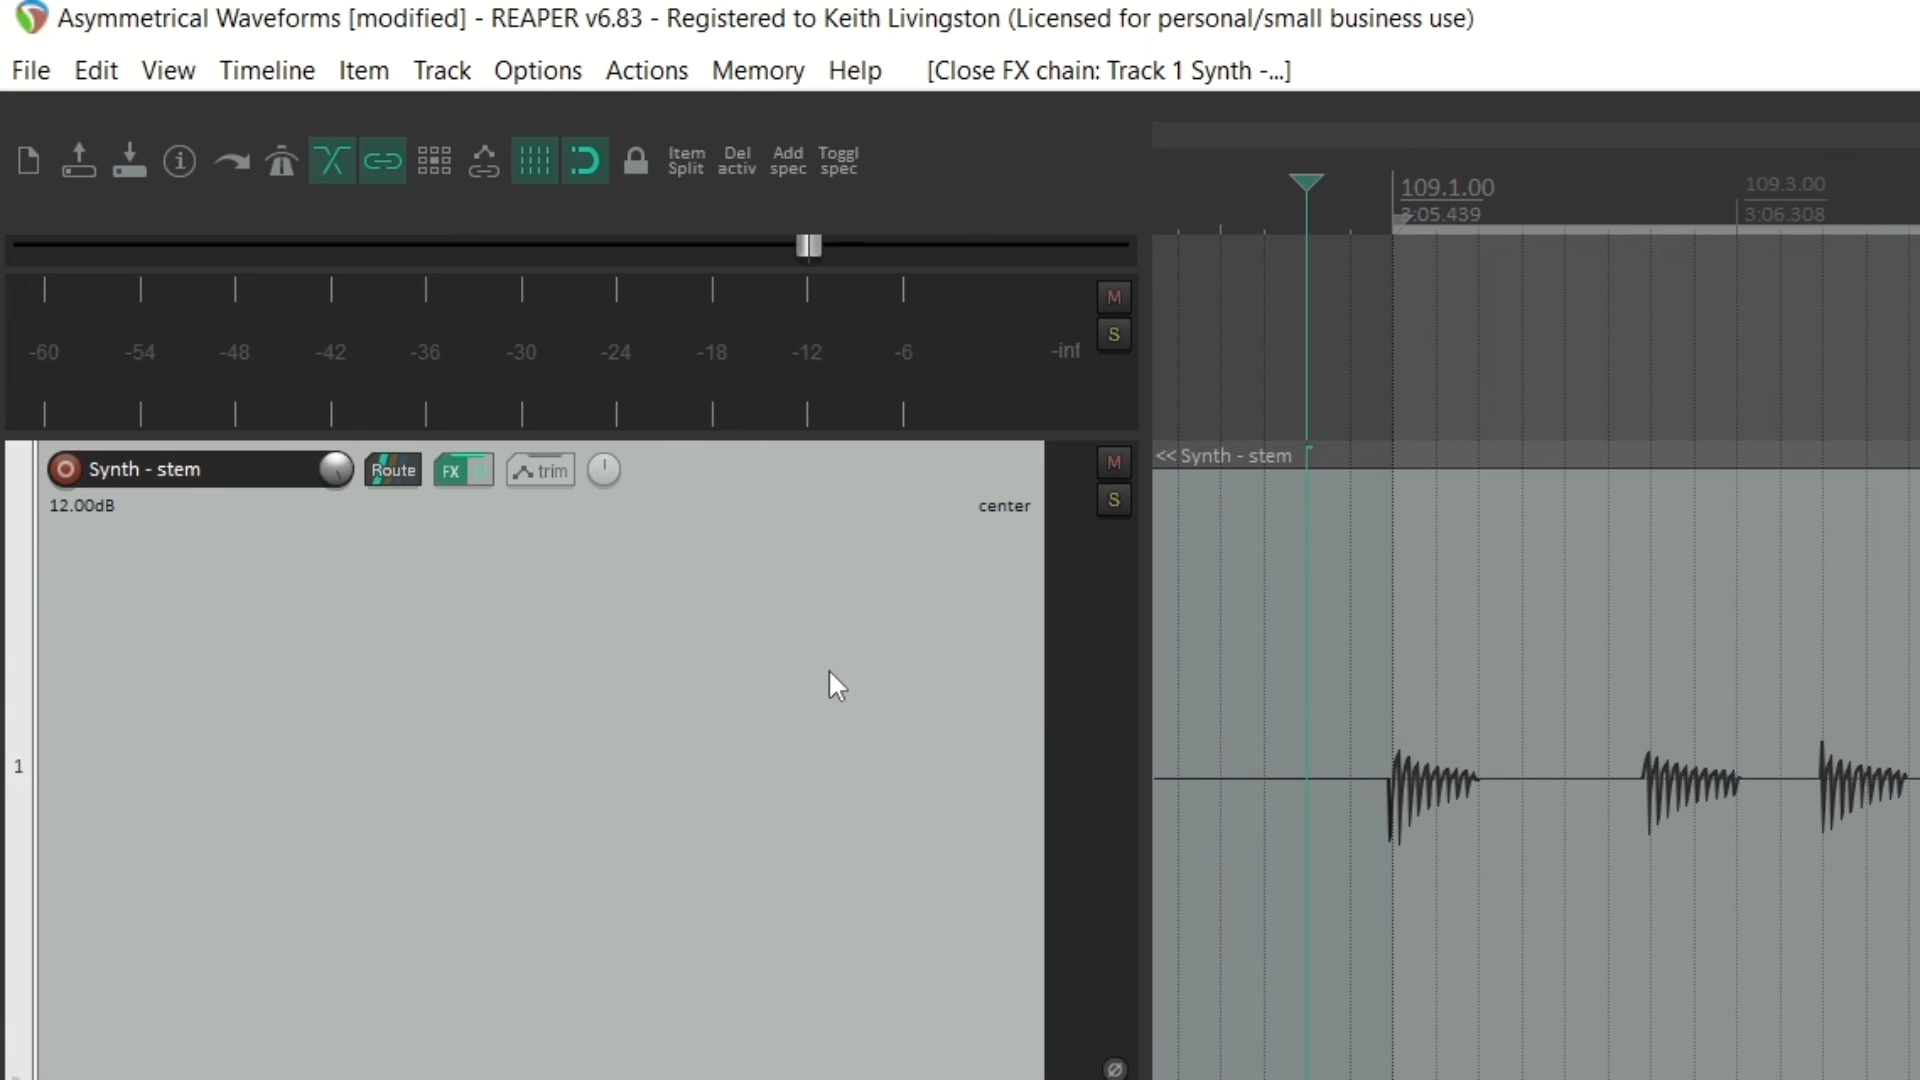 Asymmetrical Waveforms [modified] - REAPER v6.83 - Registered to Keith Livingston (Licensed for personal/small business use)
File Edit View Timeline Item Track Options Actions Memory Help [Close FX chain: Track 1 Synth -...]
Item Split Del activ Add spec Toggl spec
109.1.00 109.3.00
3:05.439 3:06.308
M
S
-60 -54 -48 -42 -36 -30 -24 -18 -12 -6 -inf
Synth - stem Route FX trim M << Synth - stem
12.00dB center S
1